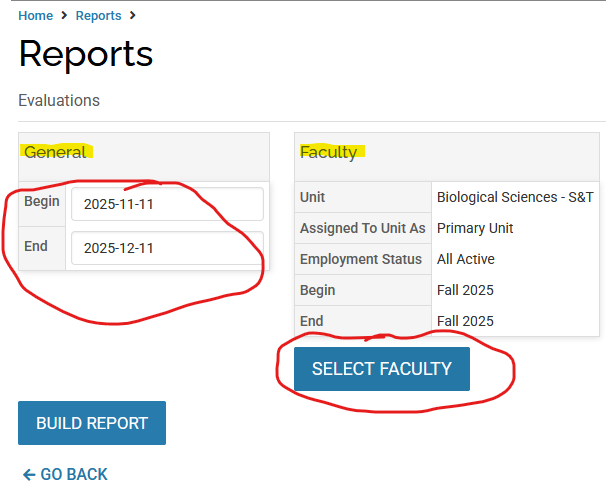 Home > Reports >
Reports
Evaluations
General
Begin 2025-11-11
End 2025-12-11
Faculty
Unit Biological Sciences - S&T
Assigned To Unit As Primary Unit
Employment Status All Active
Begin Fall 2025
End Fall 2025
SELECT FACULTY
BUILD REPORT
← GO BACK